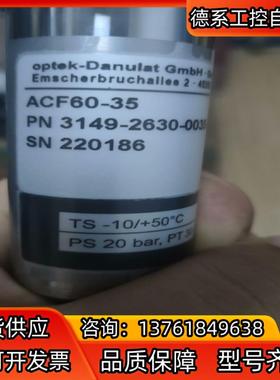 德系工控自动化
optek-Danulat GmbH
Emscherbruchallee 2
ACF60-35
PN 3149-2630-003
SN 220186
TS -10/+50°C
PS 20 bar, PT
货供应
咨询：13761849638
可开发票
品质保障
型号齐